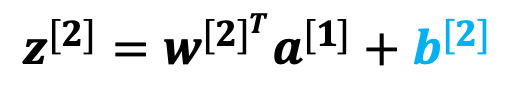 z[2] = w[2]ᵀ a[1] + b[2]